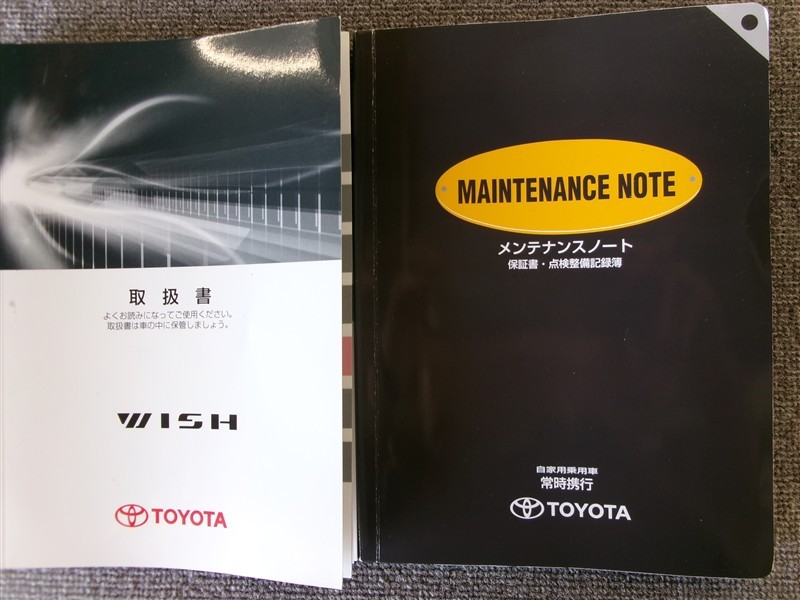 取扱書
よくお読みになってご使用ください。
取扱書は車の中に保管しましょう。
WISH
TOYOTA
MAINTENANCE NOTE
メンテナンスノート
保証書・点検整備記録簿
自家用乗用車
常時携行
TOYOTA